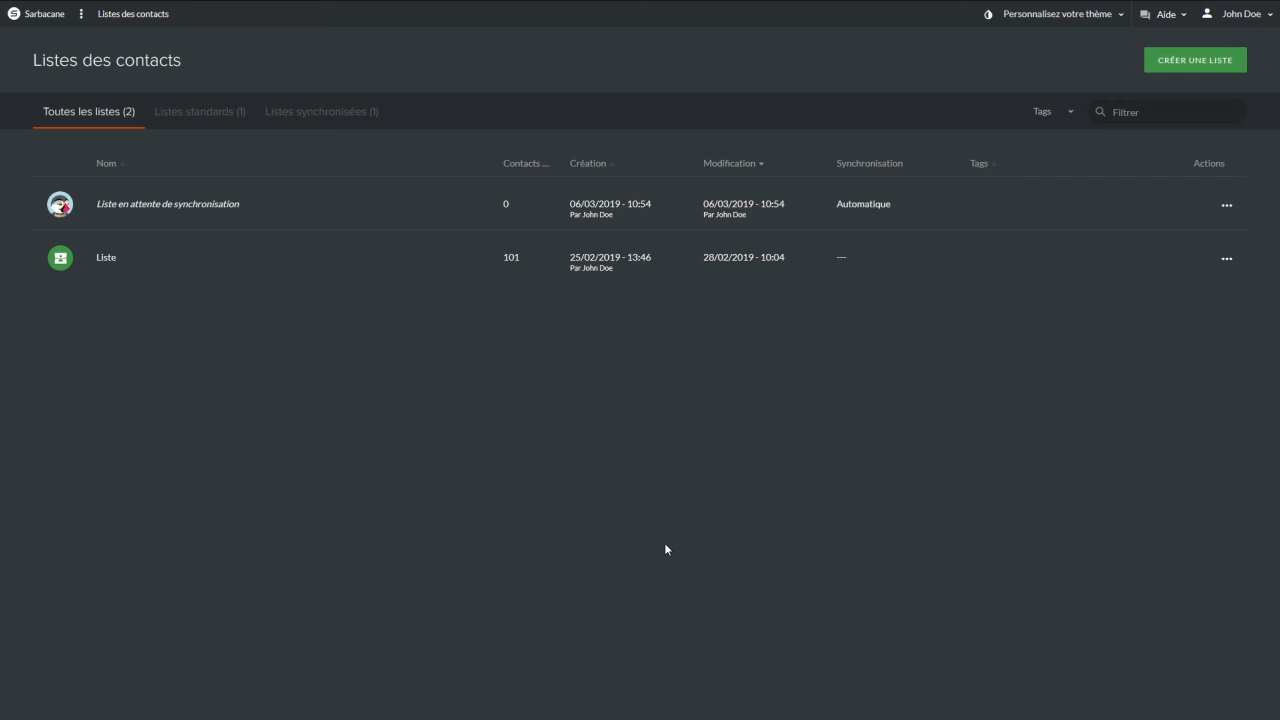 Sarbacane Listes des contacts Personnalisez votre thème Aide John Doe
Listes des contacts
CRÉER UNE LISTE
Toutes les listes (2) Listes standards (1) Listes synchronisées (1) Tags Filtrer
Nom Contacts ... Création Modification Synchronisation Tags Actions
Liste en attente de synchronisation 0 06/03/2019 - 10:54 06/03/2019 - 10:54 Automatique
Par John Doe Par John Doe
Liste 101 25/02/2019 - 13:46 28/02/2019 - 10:04 ---
Par John Doe